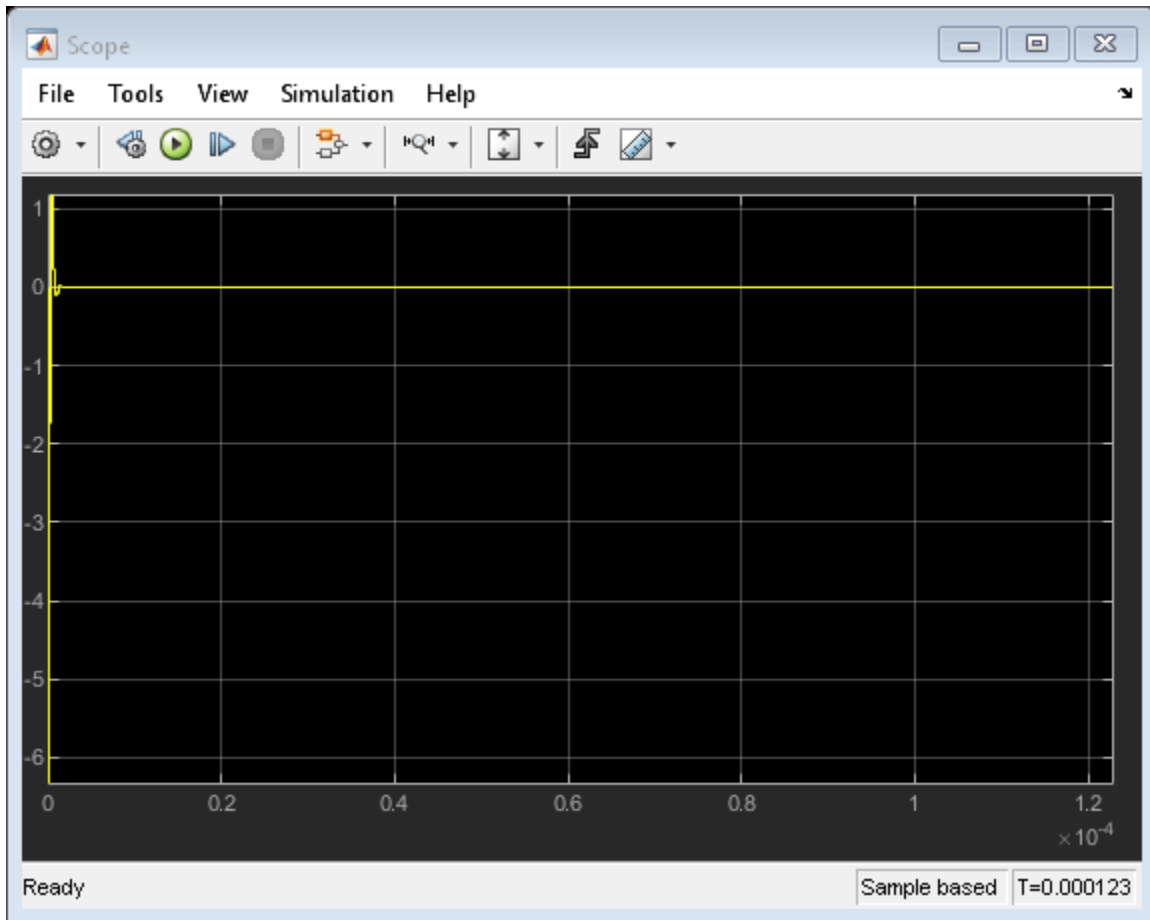 Scope
File Tools View Simulation Help
1
0
-1
-2
-3
-4
-5
-6
0 0.2 0.4 0.6 0.8 1 1.2
×10⁻⁴
Ready Sample based T=0.000123